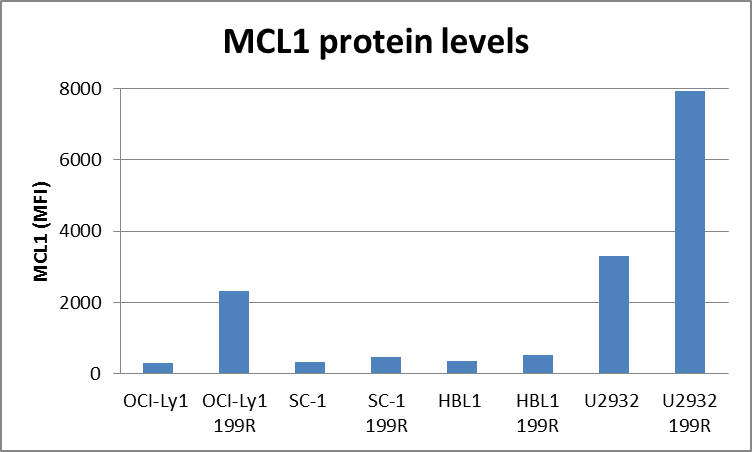 MCL1 protein levels
MCL1 (MFI)
8000
6000
4000
2000
0
OCI-Ly1
OCI-Ly1
199R
SC-1
SC-1
199R
HBL1
HBL1
199R
U2932
U2932
199R